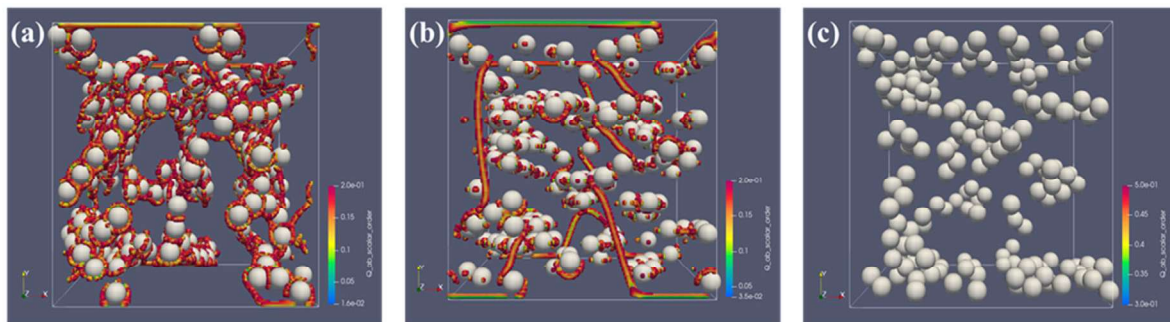 (a)
2.0e-01
0.15
0.1
0.05
1.6e-02
Q_ab_scalar_order
Y
Z
X
(b)
2.0e-01
0.15
0.1
0.05
3.5e-02
Q_ab_scalar_order
Y
Z
X
(c)
5.0e-01
0.45
0.4
0.35
3.0e-01
Q_ab_scalar_order
Y
Z
X